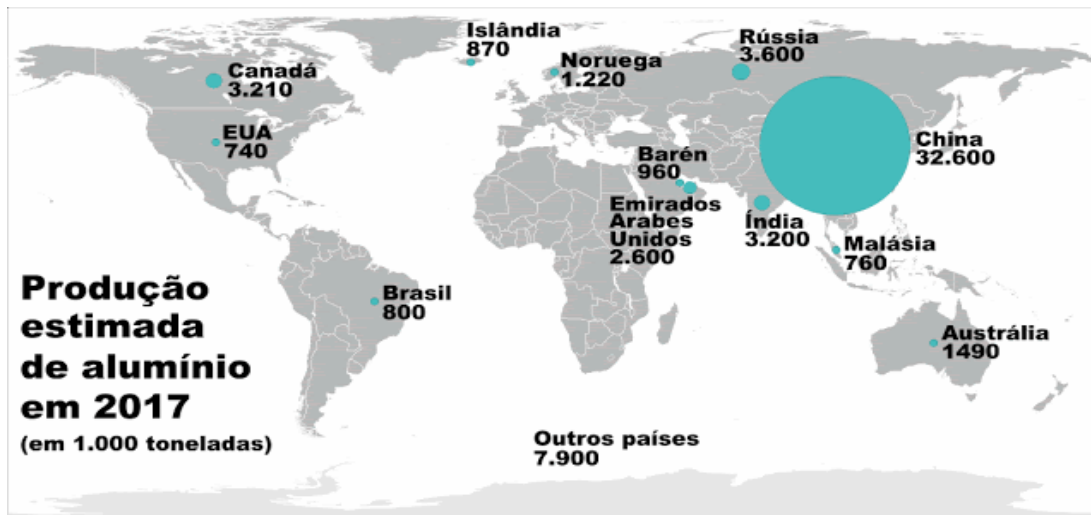 Islândia
870
Noruega
1.220
Rússia
3.600
Canadá
3.210
EUA
740
China
32.600
Barén
960
Emirados
Arabes
Unidos
2.600
Índia
3.200
Malásia
760
Brasil
800
Austrália
1490
Produção
estimada
de alumínio
em 2017
(em 1.000 toneladas)
Outros países
7.900